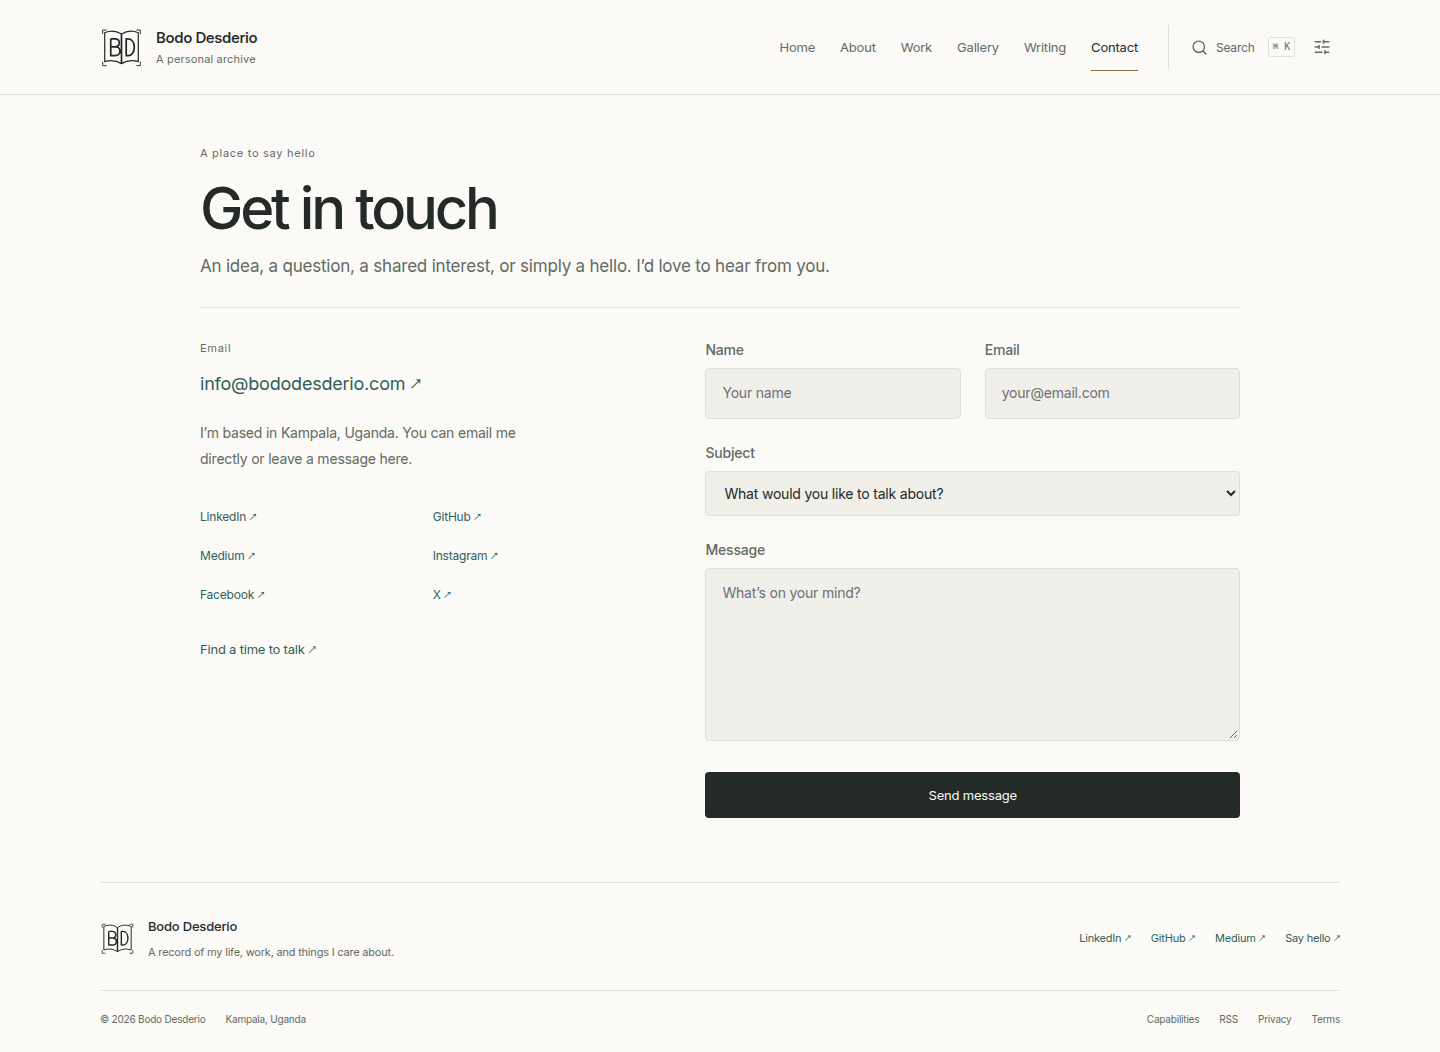 BD
Bodo Desderio
A personal archive
Home About Work Gallery Writing Contact Search ⌘ K
A place to say hello
Get in touch
An idea, a question, a shared interest, or simply a hello. I’d love to hear from you.
Email
info@bododesderio.com ↗
I’m based in Kampala, Uganda. You can email me
directly or leave a message here.
LinkedIn ↗ GitHub ↗
Medium ↗ Instagram ↗
Facebook ↗ X ↗
Find a time to talk ↗
Name Email
Your name your@email.com
Subject
What would you like to talk about?
Message
What’s on your mind?
Send message
BD
Bodo Desderio
A record of my life, work, and things I care about.
LinkedIn ↗ GitHub ↗ Medium ↗ Say hello ↗
© 2026 Bodo Desderio Kampala, Uganda
Capabilities RSS Privacy Terms